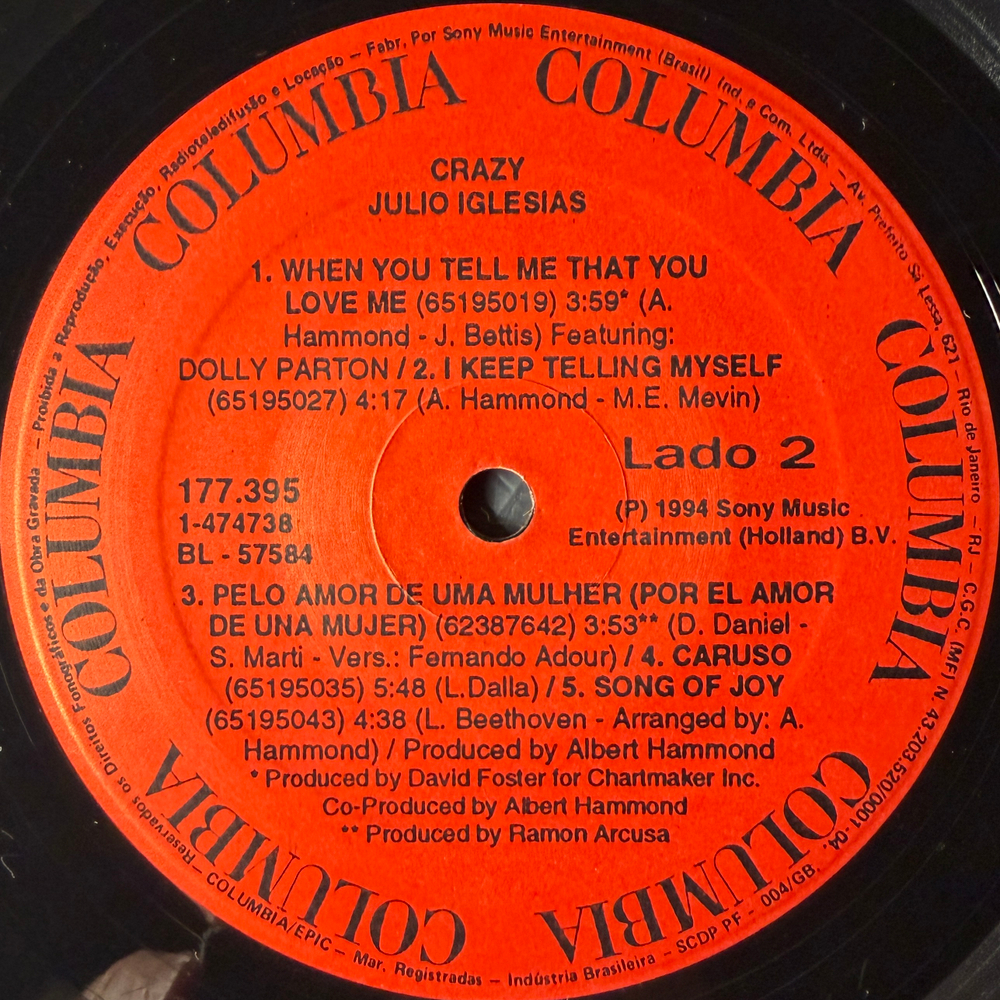 CRAZY
JULIO IGLESIAS
1. WHEN YOU TELL ME THAT YOU
LOVE ME (65195019) 3:59* (A.
Hammond - J. Bettis) Featuring:
DOLLY PARTON / 2. I KEEP TELLING MYSELF
(65195027) 4:17 (A. Hammond - M.E. Mevin)
Lado 2
177.395
1-474738
BL - 57584
(P) 1994 Sony Music
Entertainment (Holland) B.V.
3. PELO AMOR DE UMA MULHER (POR EL AMOR
DE UNA MUJER) (62387642) 3:53** (D. Daniel -
S. Marti - Vers.: Fernando Adour) / 4. CARUSO
(65195035) 5:48 (L.Dalla) / 5. SONG OF JOY
(65195043) 4:38 (L. Beethoven - Arranged by: A.
Hammond) / Produced by Albert Hammond
* Produced by David Foster for Chartmaker Inc.
Co-Produced by Albert Hammond
** Produced by Ramon Arcusa
COLUMBIA
COLUMBIA
COLUMBIA
COLUMBIA
COLUMBIA
COLUMBIA
COLUMBIA
COLUMBIA
Reservados os Direitos Fonográficos e da Obra Gravada - Proibida a Reprodução, Execução, Radioteledifusão e Locação - Fabr. Por Sony Music Entertainment (Brasil) Ind. e Com. Ltda. - Av. Prefeito Sá Lessa, 621 - Rio de Janeiro - RJ - C.G.C. (MF) N. 43.203.520/0001-04.
- COLUMBIA/EPIC - Mar. Registradas - Indústria Brasileira - SCDP PF - 004/GB.